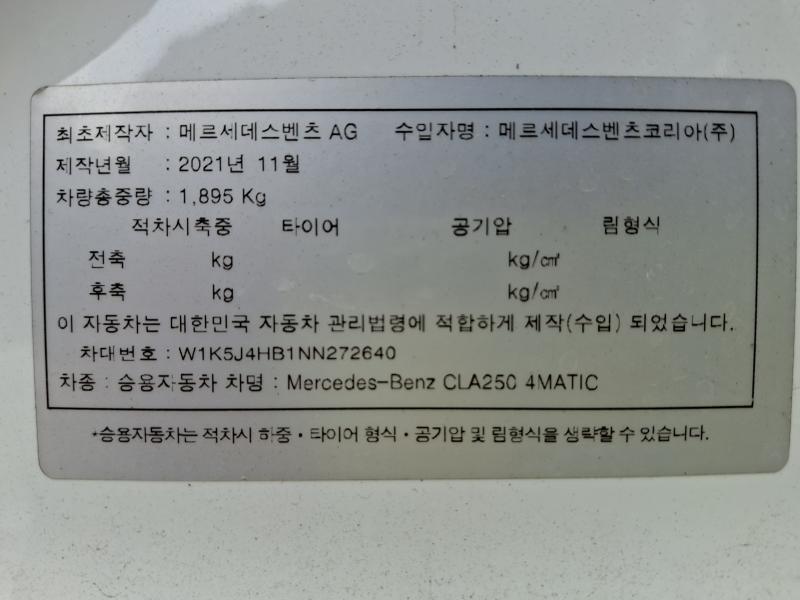 최초제작자 : 메르세데스벤츠 AG 수입자명 : 메르세데스벤츠코리아(주)
제작년월 : 2021년 11월
차량총중량 : 1,895 Kg
적차시축중 타이어 공기압 림형식
전축 kg kg/㎠
후축 kg kg/㎠
이 자동차는 대한민국 자동차 관리법령에 적합하게 제작(수입) 되었습니다.
차대번호 : W1K5J4HB1NN272640
차종 : 승용자동차 차명 : Mercedes-Benz CLA250 4MATIC
*승용자동차는 적차시 하중·타이어 형식·공기압 및 림형식을 생략할 수 있습니다.